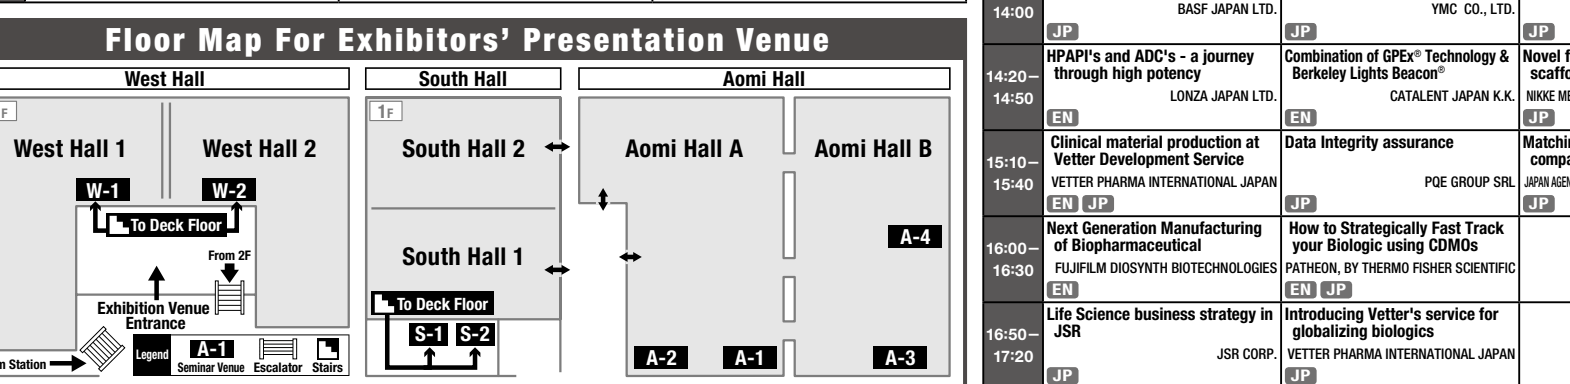 Floor Map For Exhibitors' Presentation Venue
West Hall
South Hall
Aomi Hall
F
1F
West Hall 1
West Hall 2
South Hall 2
Aomi Hall A
Aomi Hall B
W-1
W-2
To Deck Floor
A-4
South Hall 1
From 2F
To Deck Floor
Exhibition Venue
Entrance
S-1
S-2
Legend
A-1
Seminar Venue
Escalator
Stairs
Station
A-2
A-1
A-3
14:00
BASF JAPAN LTD.
JP
YMC CO., LTD.
JP
JP
14:20–
14:50
HPAPI's and ADC's - a journey
through high potency
LONZA JAPAN LTD.
EN
Combination of GPEx® Technology &
Berkeley Lights Beacon®
CATALENT JAPAN K.K.
EN
Novel f
scaffo
NIKKE ME
JP
15:10–
15:40
Clinical material production at
Vetter Development Service
VETTER PHARMA INTERNATIONAL JAPAN
EN JP
Data Integrity assurance
PQE GROUP SRL
JP
Matchin
compa
JAPAN AGEN
JP
16:00–
16:30
Next Generation Manufacturing
of Biopharmaceutical
FUJIFILM DIOSYNTH BIOTECHNOLOGIES
EN
How to Strategically Fast Track
your Biologic using CDMOs
PATHEON, BY THERMO FISHER SCIENTIFIC
EN JP
16:50–
17:20
Life Science business strategy in
JSR
JSR CORP.
JP
Introducing Vetter's service for
globalizing biologics
VETTER PHARMA INTERNATIONAL JAPAN
JP